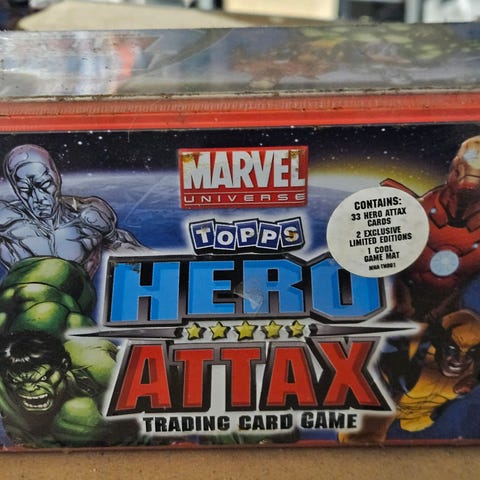 MARVEL
UNIVERSE
TOPPS
HERO
ATTAX
TRADING CARD GAME
CONTAINS:
33 HERO ATTAX
CARDS
2 EXCLUSIVE
LIMITED EDITIONS
1 COOL
GAME MAT